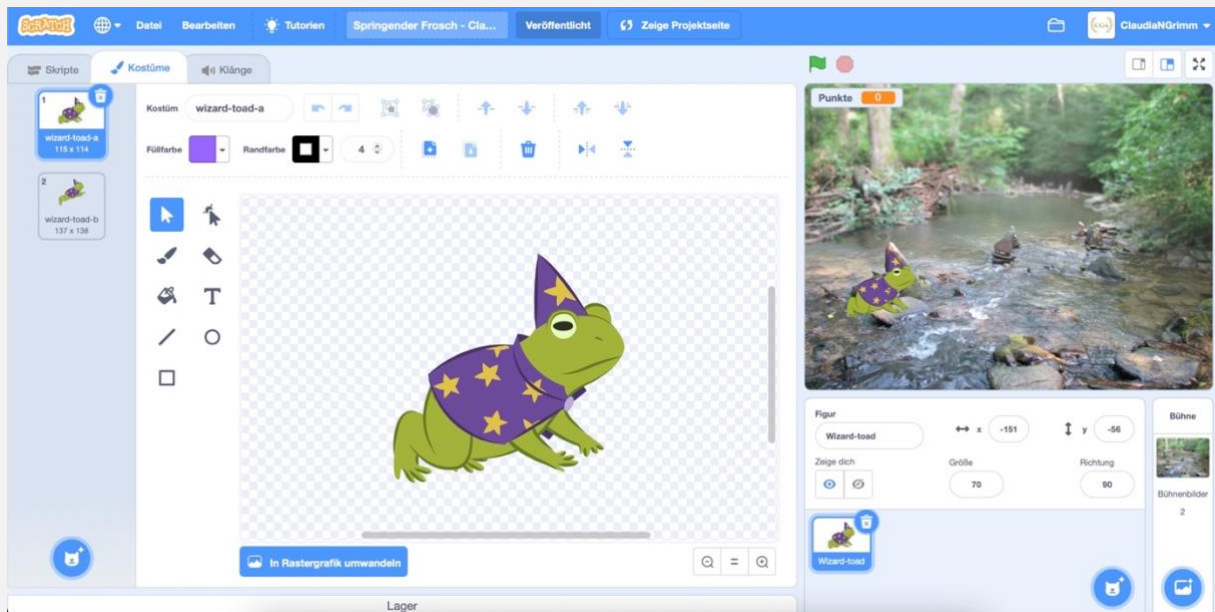 SCRATCH
Datei
Bearbeiten
Tutorien
Springender Frosch - Cla...
Veröffentlicht
Zeige Projektseite
ClaudiaNGrimm
Skripte
Kostüme
Klänge
1
wizard-toad-a
115 x 114
2
wizard-toad-b
137 x 138
Kostüm
wizard-toad-a
Füllfarbe
Randfarbe
4
T
In Rastergrafik umwandeln
=
Lager
Punkte 0
Figur
Wizard-toad
x -151
y -56
Zeige dich
Größe
70
Richtung
90
Wizard-toad
Bühne
Bühnenbilder
2